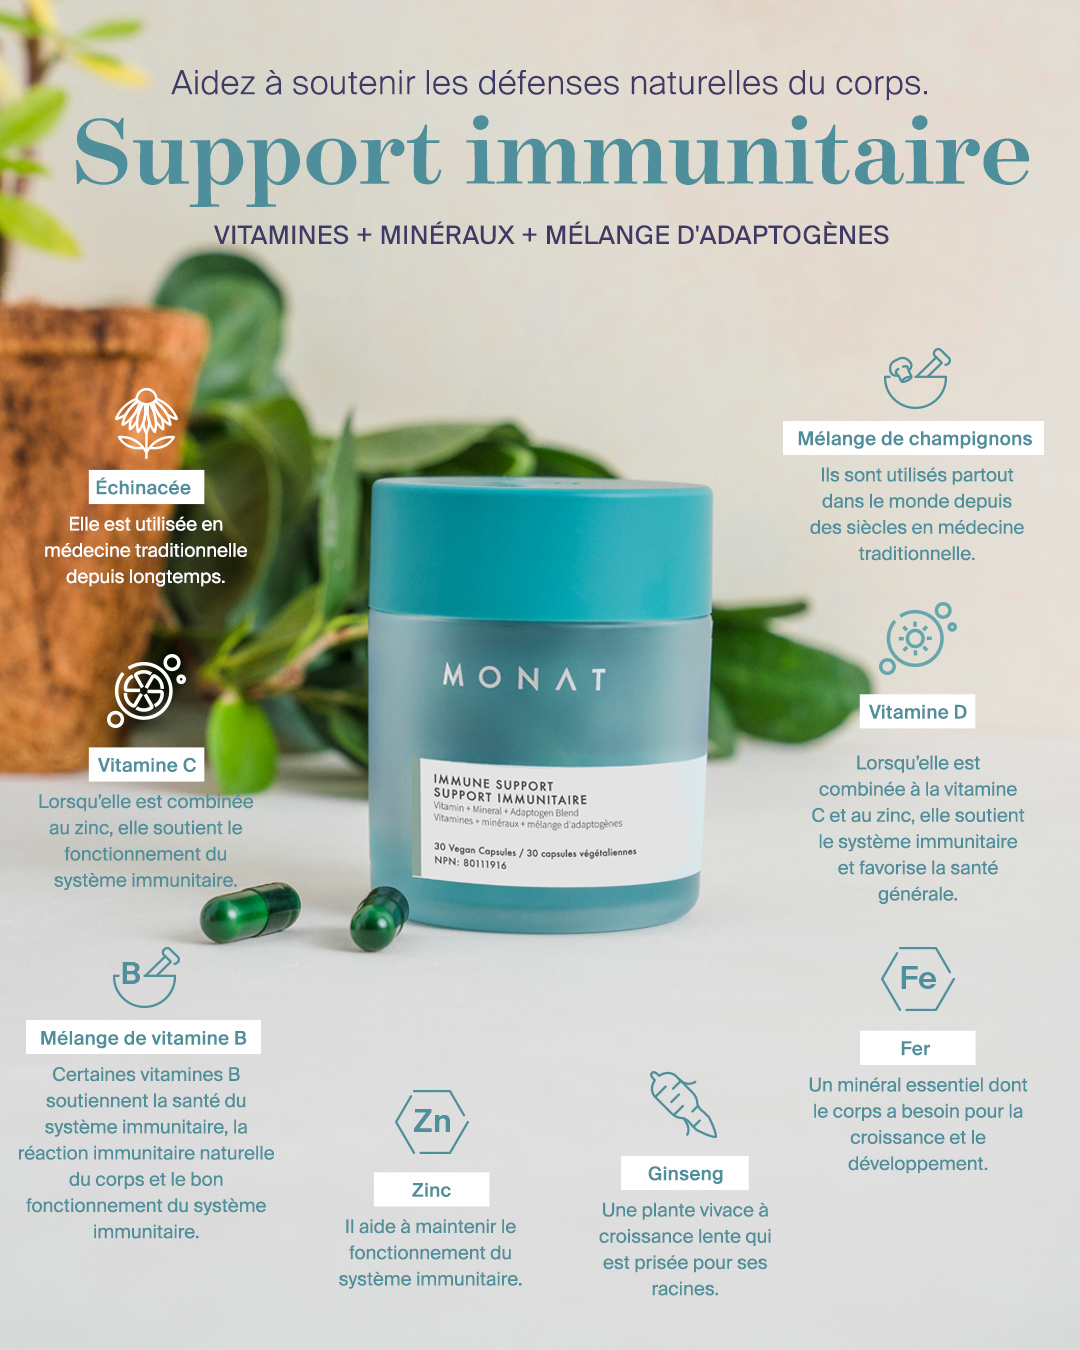 Aidez à soutenir les défenses naturelles du corps.
Support immunitaire
VITAMINES + MINÉRAUX + MÉLANGE D'ADAPTOGÈNES
Échinacée
Elle est utilisée en
médecine traditionnelle
depuis longtemps.
Mélange de champignons
Ils sont utilisés partout
dans le monde depuis
des siècles en médecine
traditionnelle.
Vitamine C
Lorsqu'elle est combinée
au zinc, elle soutient le
fonctionnement du
système immunitaire.
MONAT
IMMUNE SUPPORT
SUPPORT IMMUNITAIRE
Vitamin + Mineral + Adaptogen Blend
Vitamines + minéraux + mélange d'adaptogènes
30 Vegan Capsules / 30 capsules végétaliennes
NPN: 80111916
Vitamine D
Lorsqu'elle est
combinée à la vitamine
C et au zinc, elle soutient
le système immunitaire
et favorise la santé
générale.
B
Mélange de vitamine B
Certaines vitamines B
soutiennent la santé du
système immunitaire, la
réaction immunitaire naturelle
du corps et le bon
fonctionnement du système
immunitaire.
Zn
Zinc
Il aide à maintenir le
fonctionnement du
système immunitaire.
Ginseng
Une plante vivace à
croissance lente qui
est prisée pour ses
racines.
Fe
Fer
Un minéral essentiel dont
le corps a besoin pour la
croissance et le
développement.